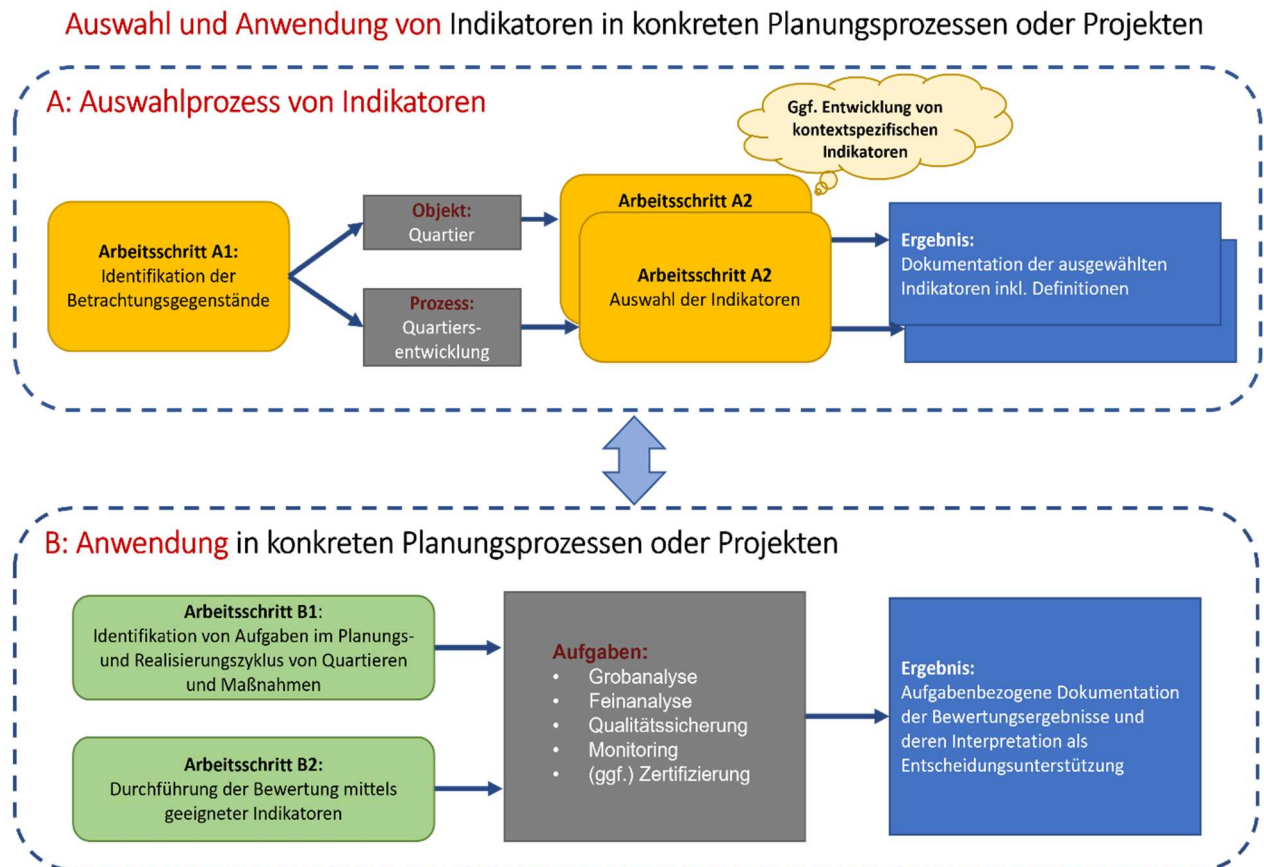 Auswahl und Anwendung von Indikatoren in konkreten Planungsprozessen oder Projekten
A: Auswahlprozess von Indikatoren
Ggf. Entwicklung von
kontextspezifischen
Indikatoren
Arbeitsschritt A1:
Identifikation der
Betrachtungsgegenstände
Objekt:
Quartier
Prozess:
Quartiers-
entwicklung
Arbeitsschritt A2
Arbeitsschritt A2
Auswahl der Indikatoren
Ergebnis:
Dokumentation der ausgewählten
Indikatoren inkl. Definitionen
B: Anwendung in konkreten Planungsprozessen oder Projekten
Arbeitsschritt B1:
Identifikation von Aufgaben im Planungs-
und Realisierungszyklus von Quartieren
und Maßnahmen
Arbeitsschritt B2:
Durchführung der Bewertung mittels
geeigneter Indikatoren
Aufgaben:
• Grobanalyse
• Feinanalyse
• Qualitätssicherung
• Monitoring
• (ggf.) Zertifizierung
Ergebnis:
Aufgabenbezogene Dokumentation
der Bewertungsergebnisse und
deren Interpretation als
Entscheidungsunterstützung